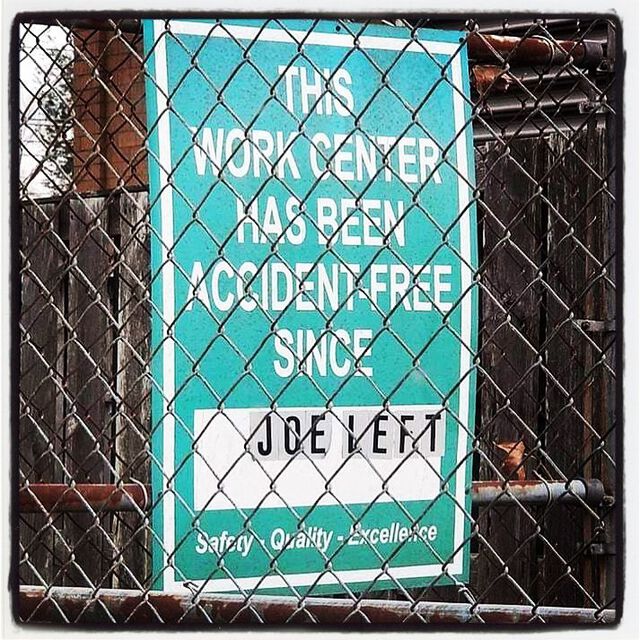 THIS
WORK CENTER
HAS BEEN
ACCIDENT-FREE
SINCE
JOE LEFT
Safety - Quality - Excellence